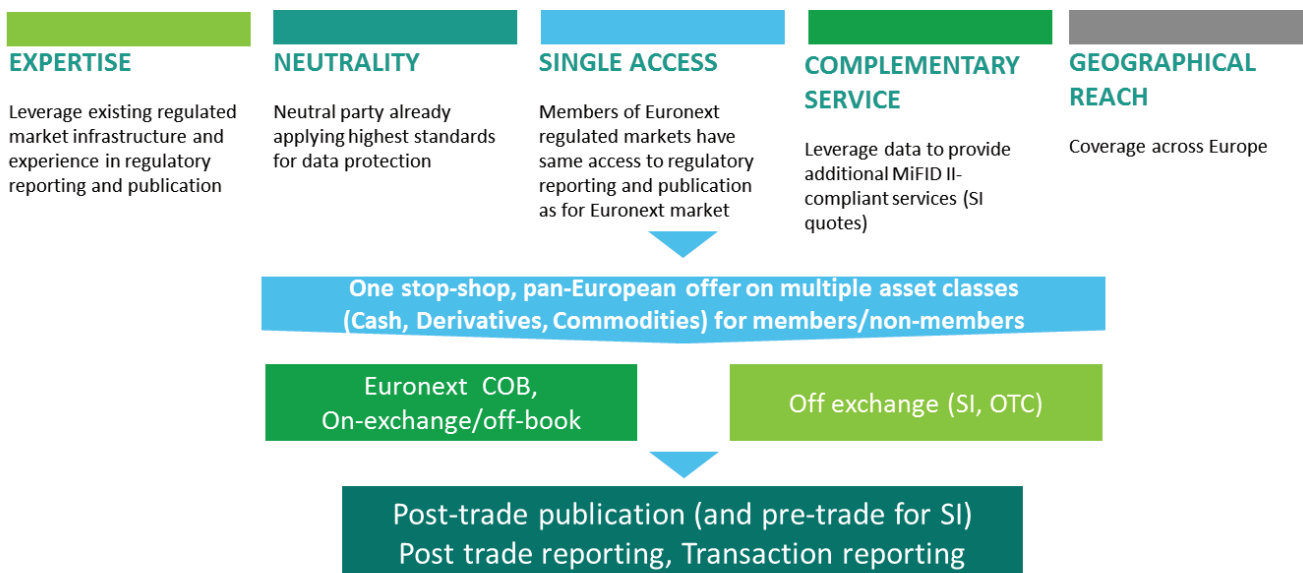 EXPERTISE
Leverage existing regulated
market infrastructure and
experience in regulatory
reporting and publication
NEUTRALITY
Neutral party already
applying highest standards
for data protection
SINGLE ACCESS
Members of Euronext
regulated markets have
same access to regulatory
reporting and publication
as for Euronext market
COMPLEMENTARY
SERVICE
Leverage data to provide
additional MiFID II-
compliant services (SI
quotes)
GEOGRAPHICAL
REACH
Coverage across Europe
One stop-shop, pan-European offer on multiple asset classes
(Cash, Derivatives, Commodities) for members/non-members
Euronext COB,
On-exchange/off-book
Off exchange (SI, OTC)
Post-trade publication (and pre-trade for SI)
Post trade reporting, Transaction reporting